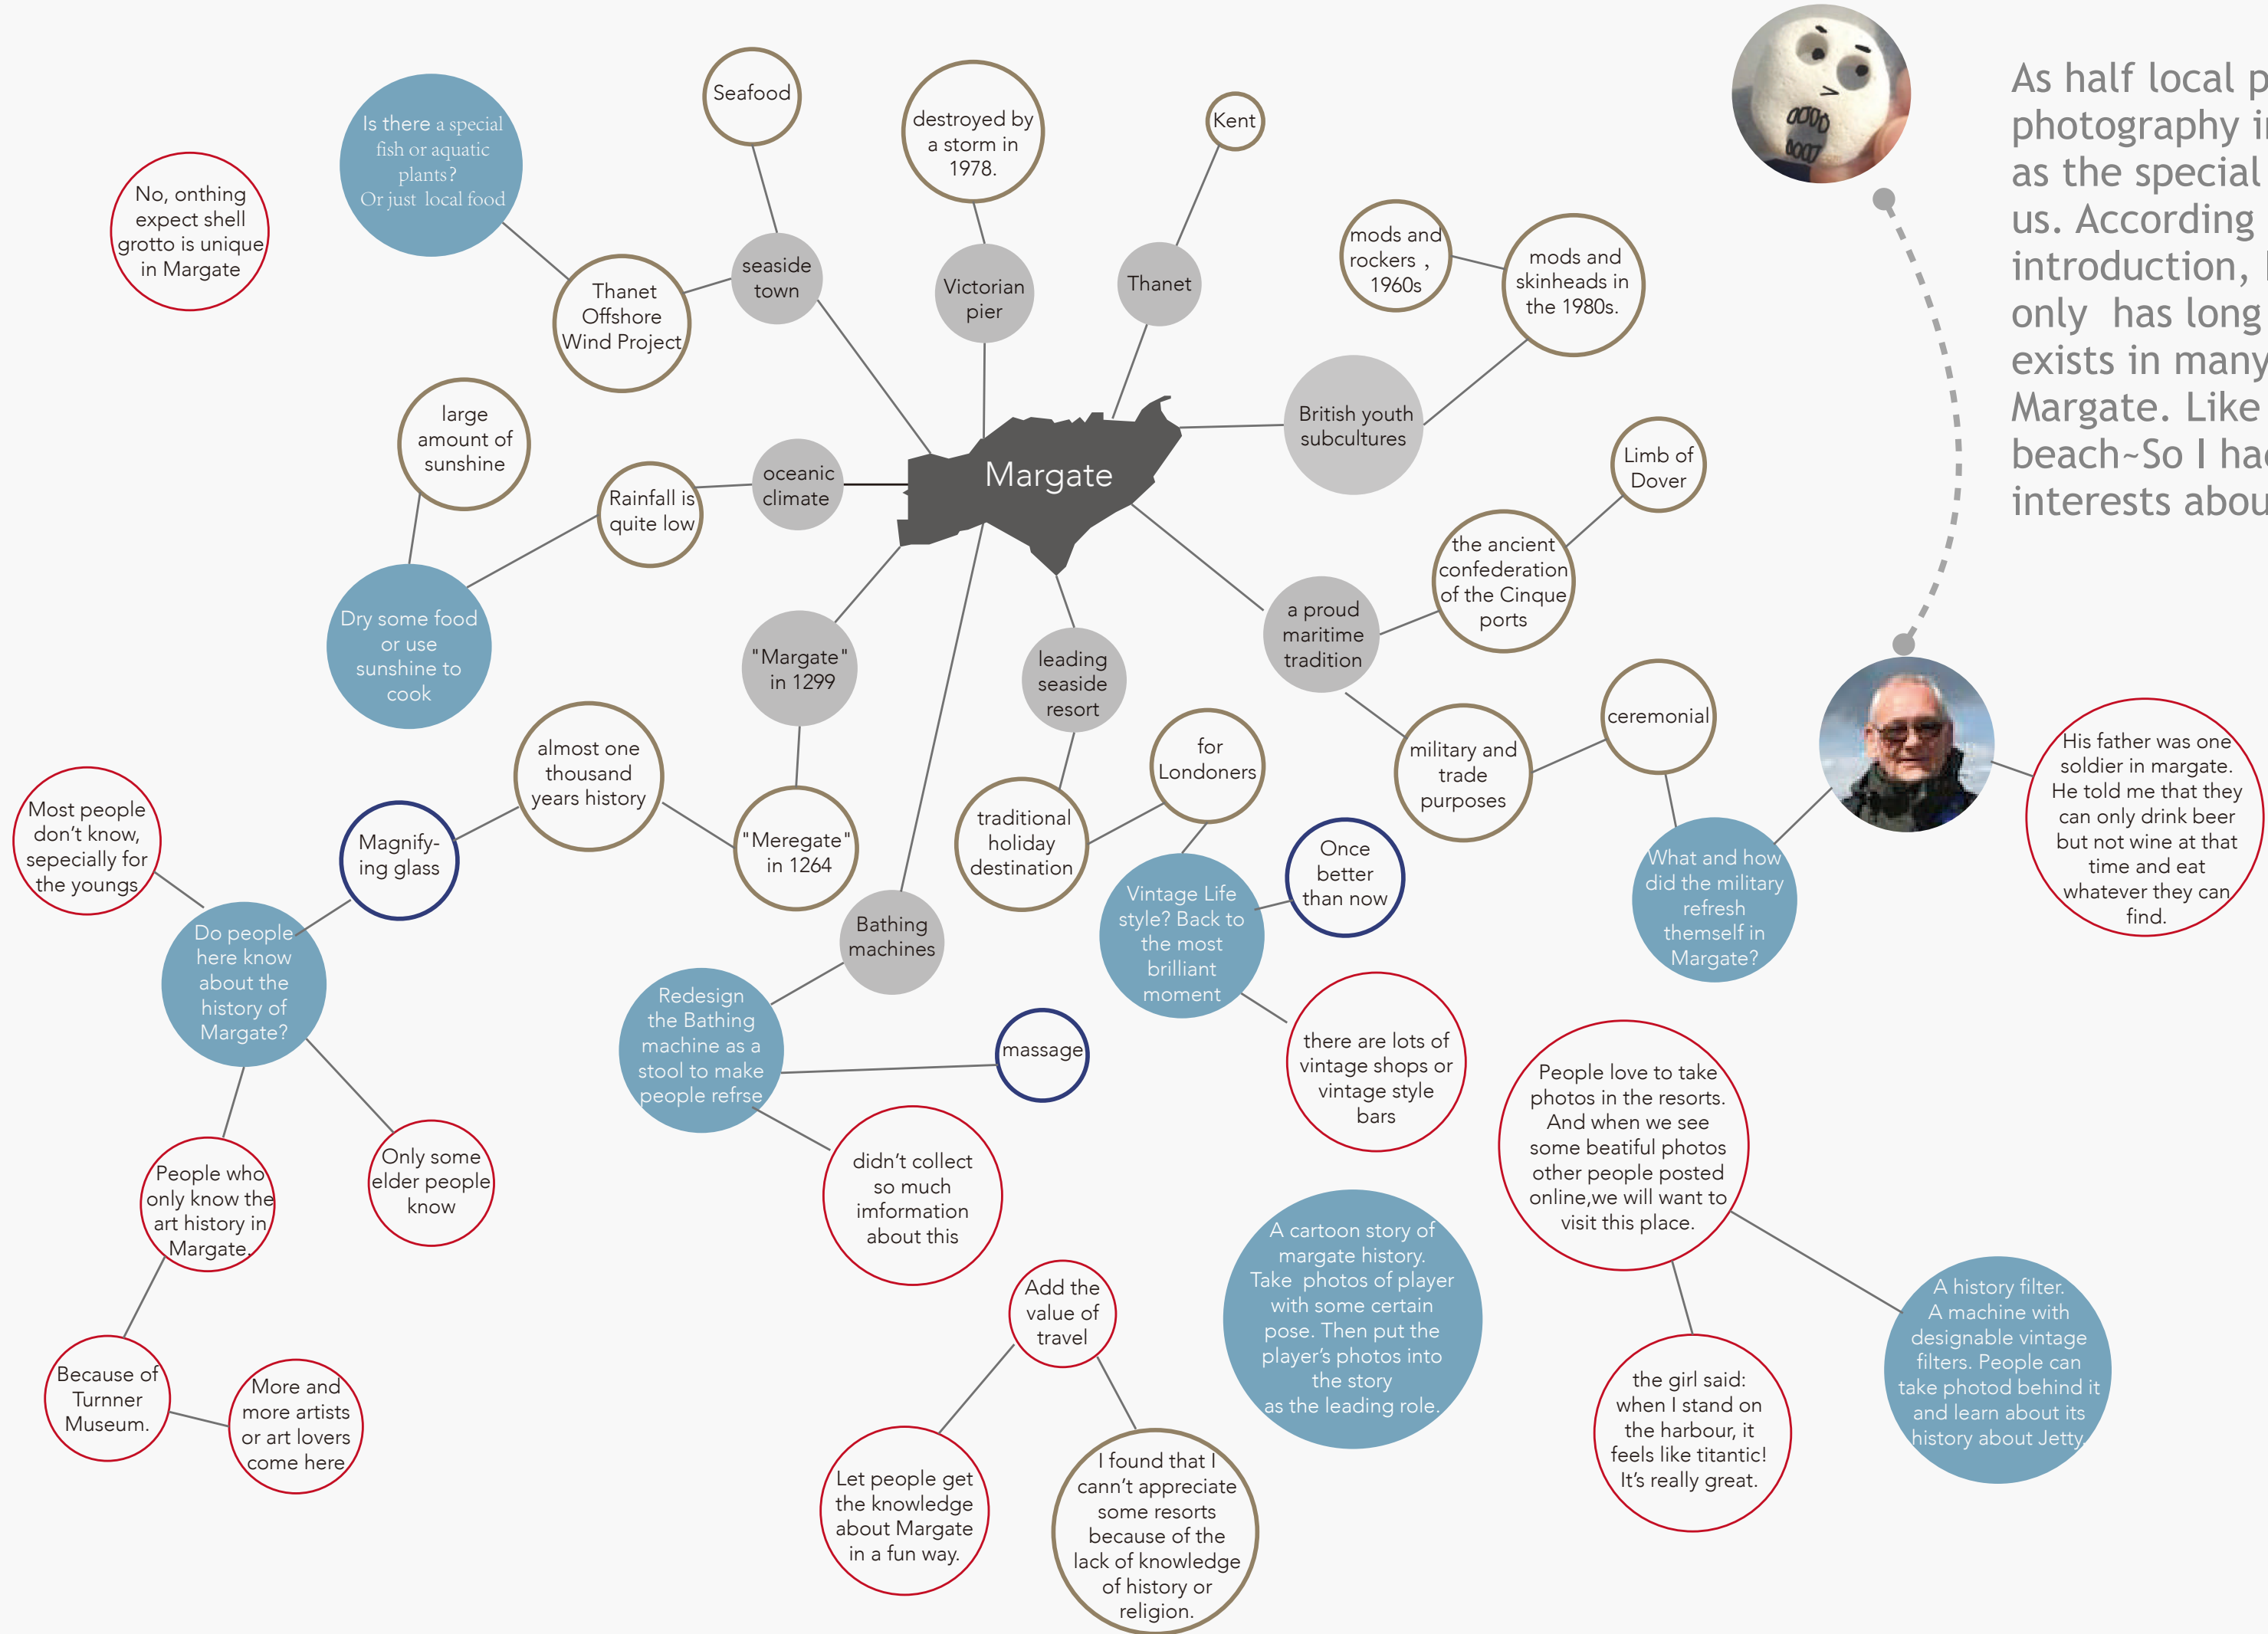 As half local p
photography i
as the special
us. According
introduction,
only  has long
exists in many
Margate. Like
beach~So I ha
interests abou
Seafood
destroyed by
a storm in
1978.
Kent
Is there a special
fish or aquatic
plants?
Or just  local food
No, onthing
expect shell
grotto is unique
in Margate
seaside
town
Thanet
Offshore
Wind Project
Victorian
pier
Thanet
mods and
rockers ,
1960s
mods and
skinheads in
the 1980s.
British youth
subcultures
large
amount of
sunshine
oceanic
climate
Rainfall is
quite low
Margate
Limb of
Dover
the ancient
confederation
of the Cinque
ports
a proud
maritime
tradition
Dry some food
or use
sunshine to
cook
"Margate"
in 1299
leading
seaside
resort
ceremonial
military and
trade
purposes
for
Londoners
traditional
holiday
destination
almost one
thousand
years history
"Meregate"
in 1264
Magnify-
ing glass
Most people
don't know,
sepecially for
the youngs
Do people
here know
about the
history of
Margate?
Bathing
machines
Vintage Life
style? Back to
the most
brilliant
moment
Once
better
than now
What and how
did the military
refresh
themself in
Margate?
His father was one
soldier in margate.
He told me that they
can only drink beer
but not wine at that
time and eat
whatever they can
find.
Redesign
the Bathing
machine as a
stool to make
people refrse
massage
there are lots of
vintage shops or
vintage style
bars
People love to take
photos in the resorts.
And when we see
some beatiful photos
other people posted
online,we will want to
visit this place.
People who
only know the
art history in
Margate.
Only some
elder people
know
didn't collect
so much
imformation
about this
Add the
value of
travel
A cartoon story of
margate history.
Take  photos of player
with some certain
pose. Then put the
player's photos into
the story
as the leading role.
A history filter.
A machine with
designable vintage
filters. People can
take photod behind it
and learn about its
history about Jetty.
Because of
Turnner
Museum.
More and
more artists
or art lovers
come here
the girl said:
when I stand on
the harbour, it
feels like titantic!
It's really great.
Let people get
the knowledge
about Margate
in a fun way.
I found that I
cann't appreciate
some resorts
because of the
lack of knowledge
of history or
religion.